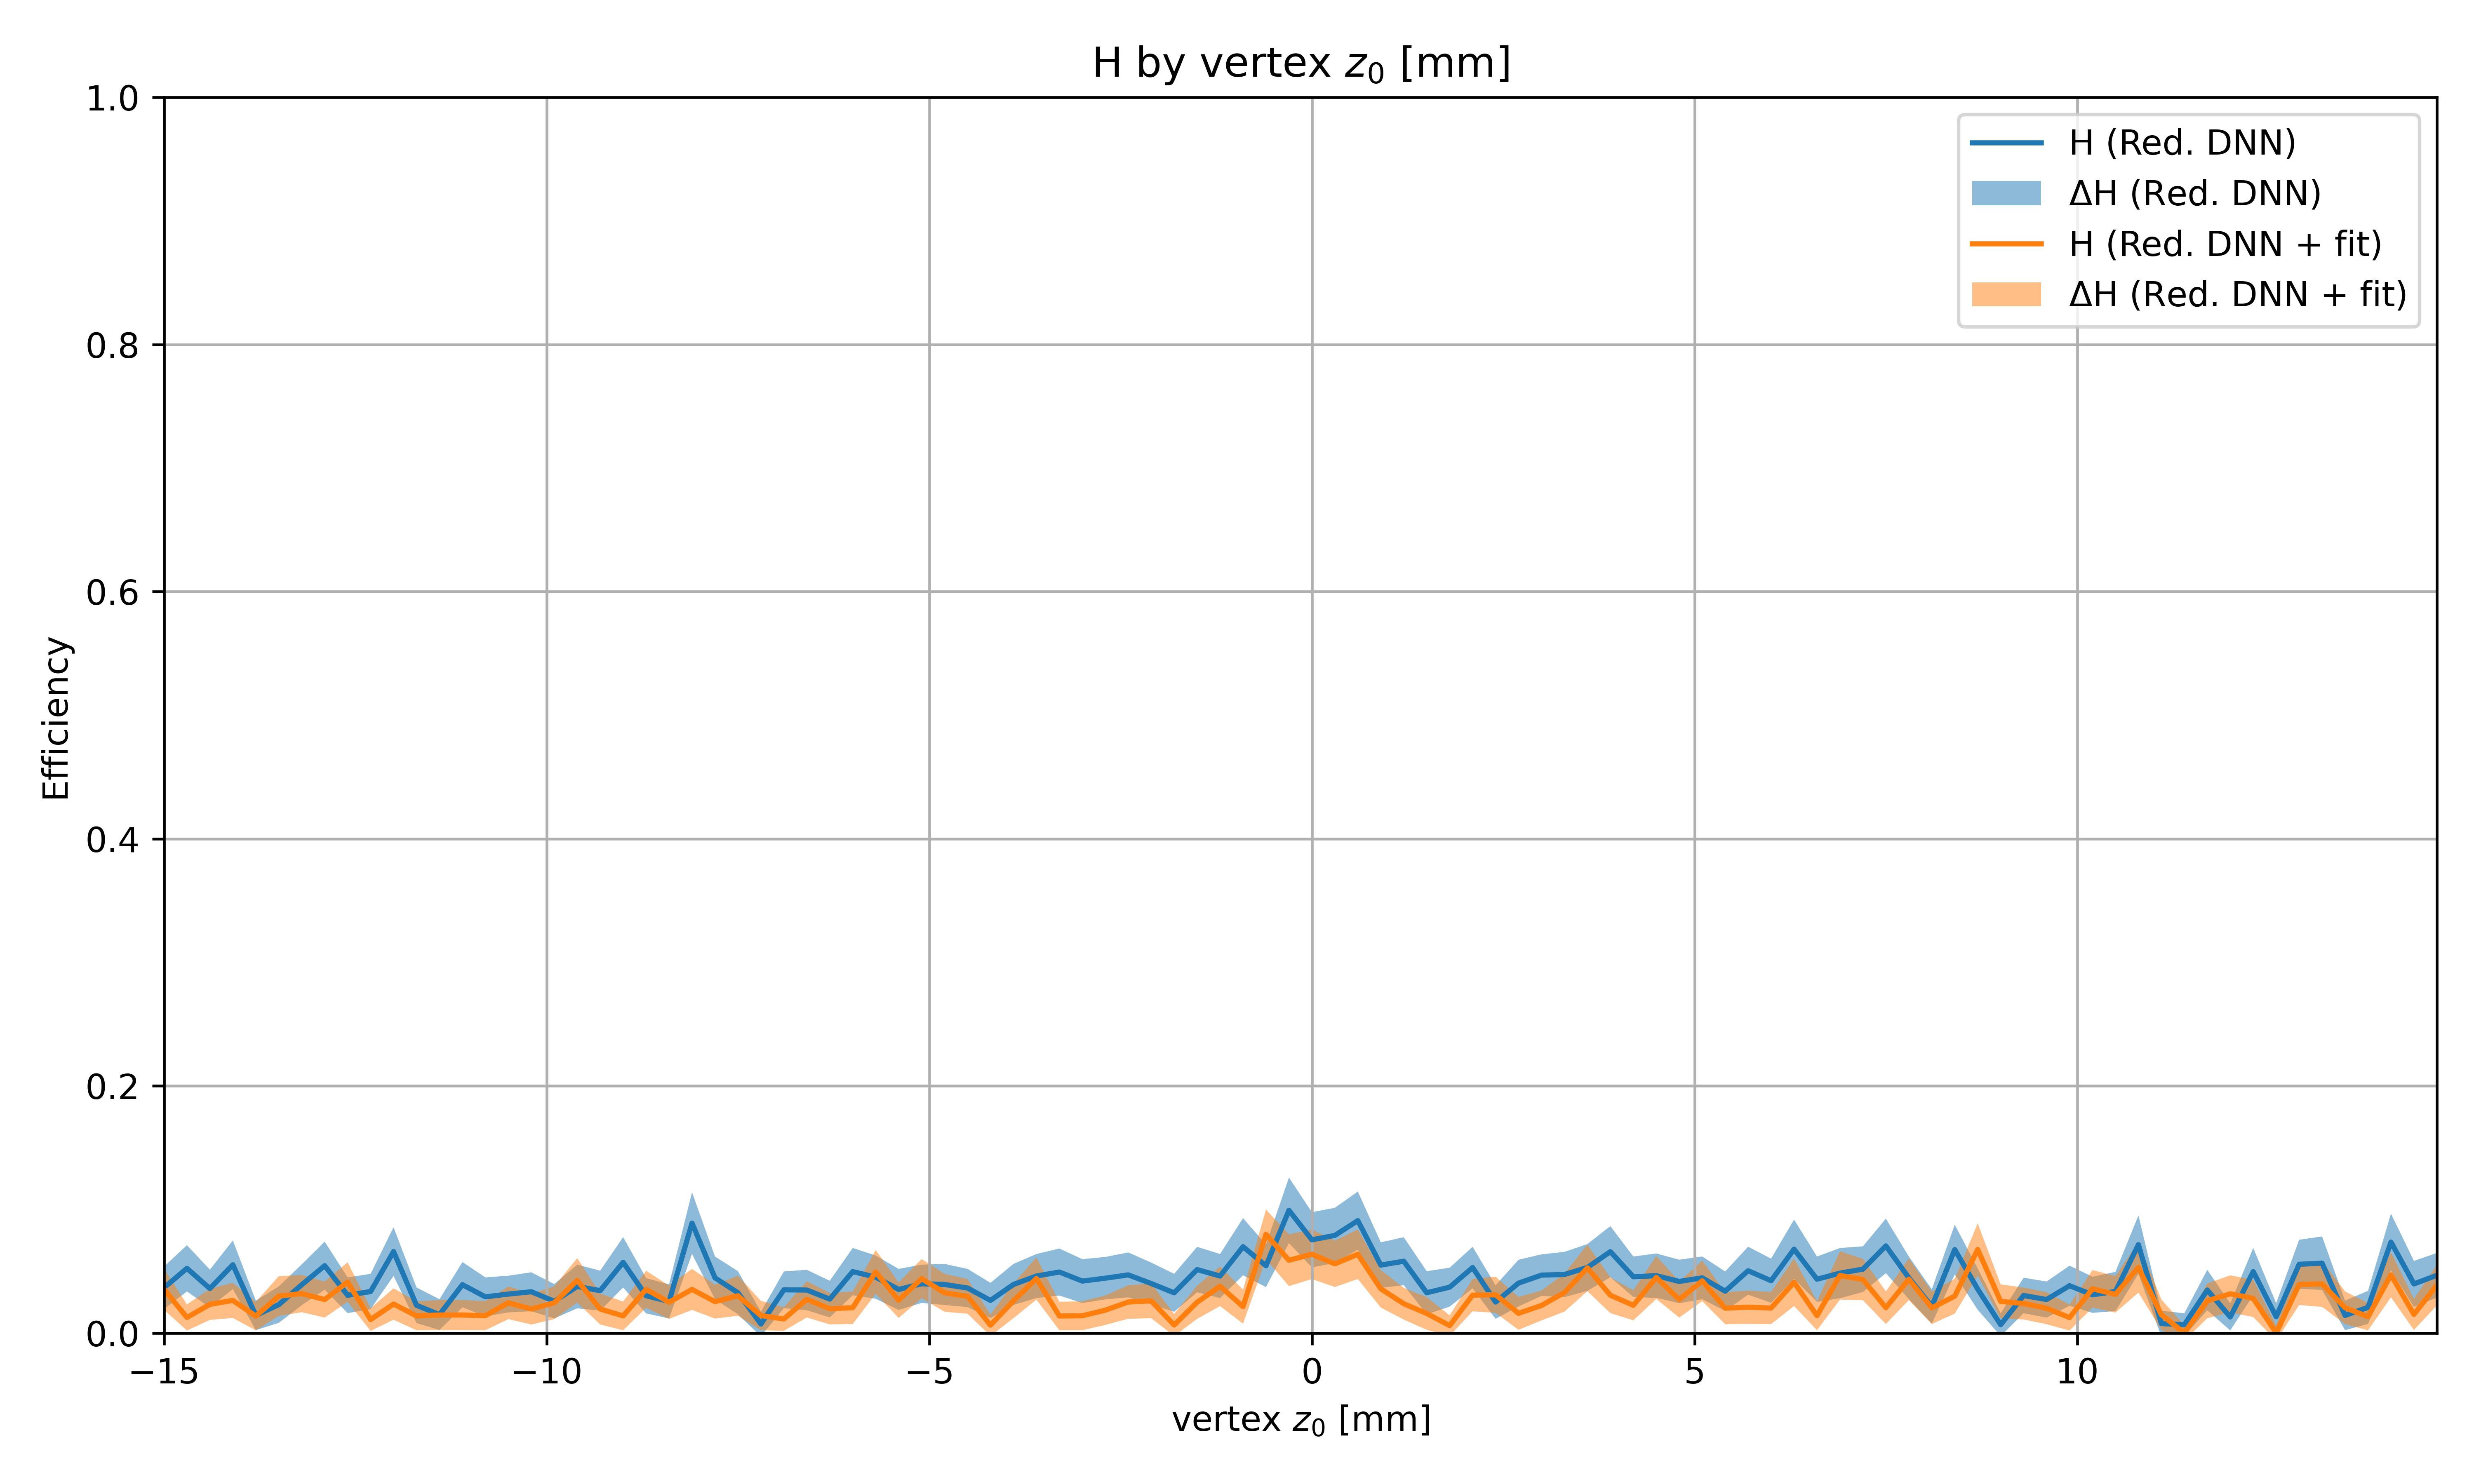 H by vertex z₀ [mm]
1.0
0.8
0.6
0.4
0.2
0.0
Efficiency
H (Red. DNN)
ΔH (Red. DNN)
H (Red. DNN + fit)
ΔH (Red. DNN + fit)
−15 −10 −5 0 5 10
vertex z₀ [mm]